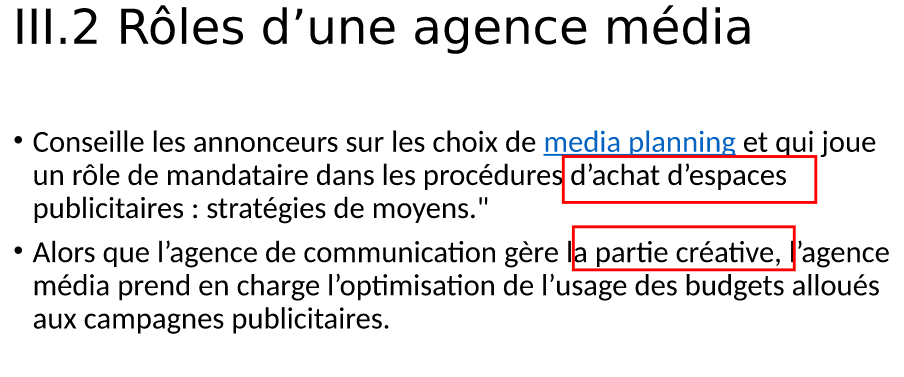 III.2 Rôles d’une agence média
• Conseille les annonceurs sur les choix de media planning et qui joue
un rôle de mandataire dans les procédures d’achat d’espaces
publicitaires : stratégies de moyens."
• Alors que l’agence de communication gère la partie créative, l’agence
média prend en charge l’optimisation de l’usage des budgets alloués
aux campagnes publicitaires.